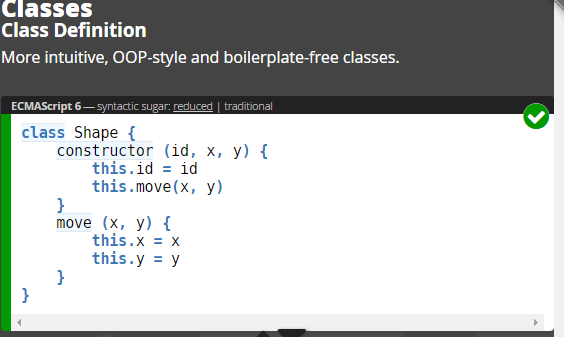 Classes
Class Definition
More intuitive, OOP-style and boilerplate-free classes.
ECMAScript 6 — syntactic sugar: reduced | traditional
class Shape {
    constructor (id, x, y) {
        this.id = id
        this.move(x, y)
    }
    move (x, y) {
        this.x = x
        this.y = y
    }
}